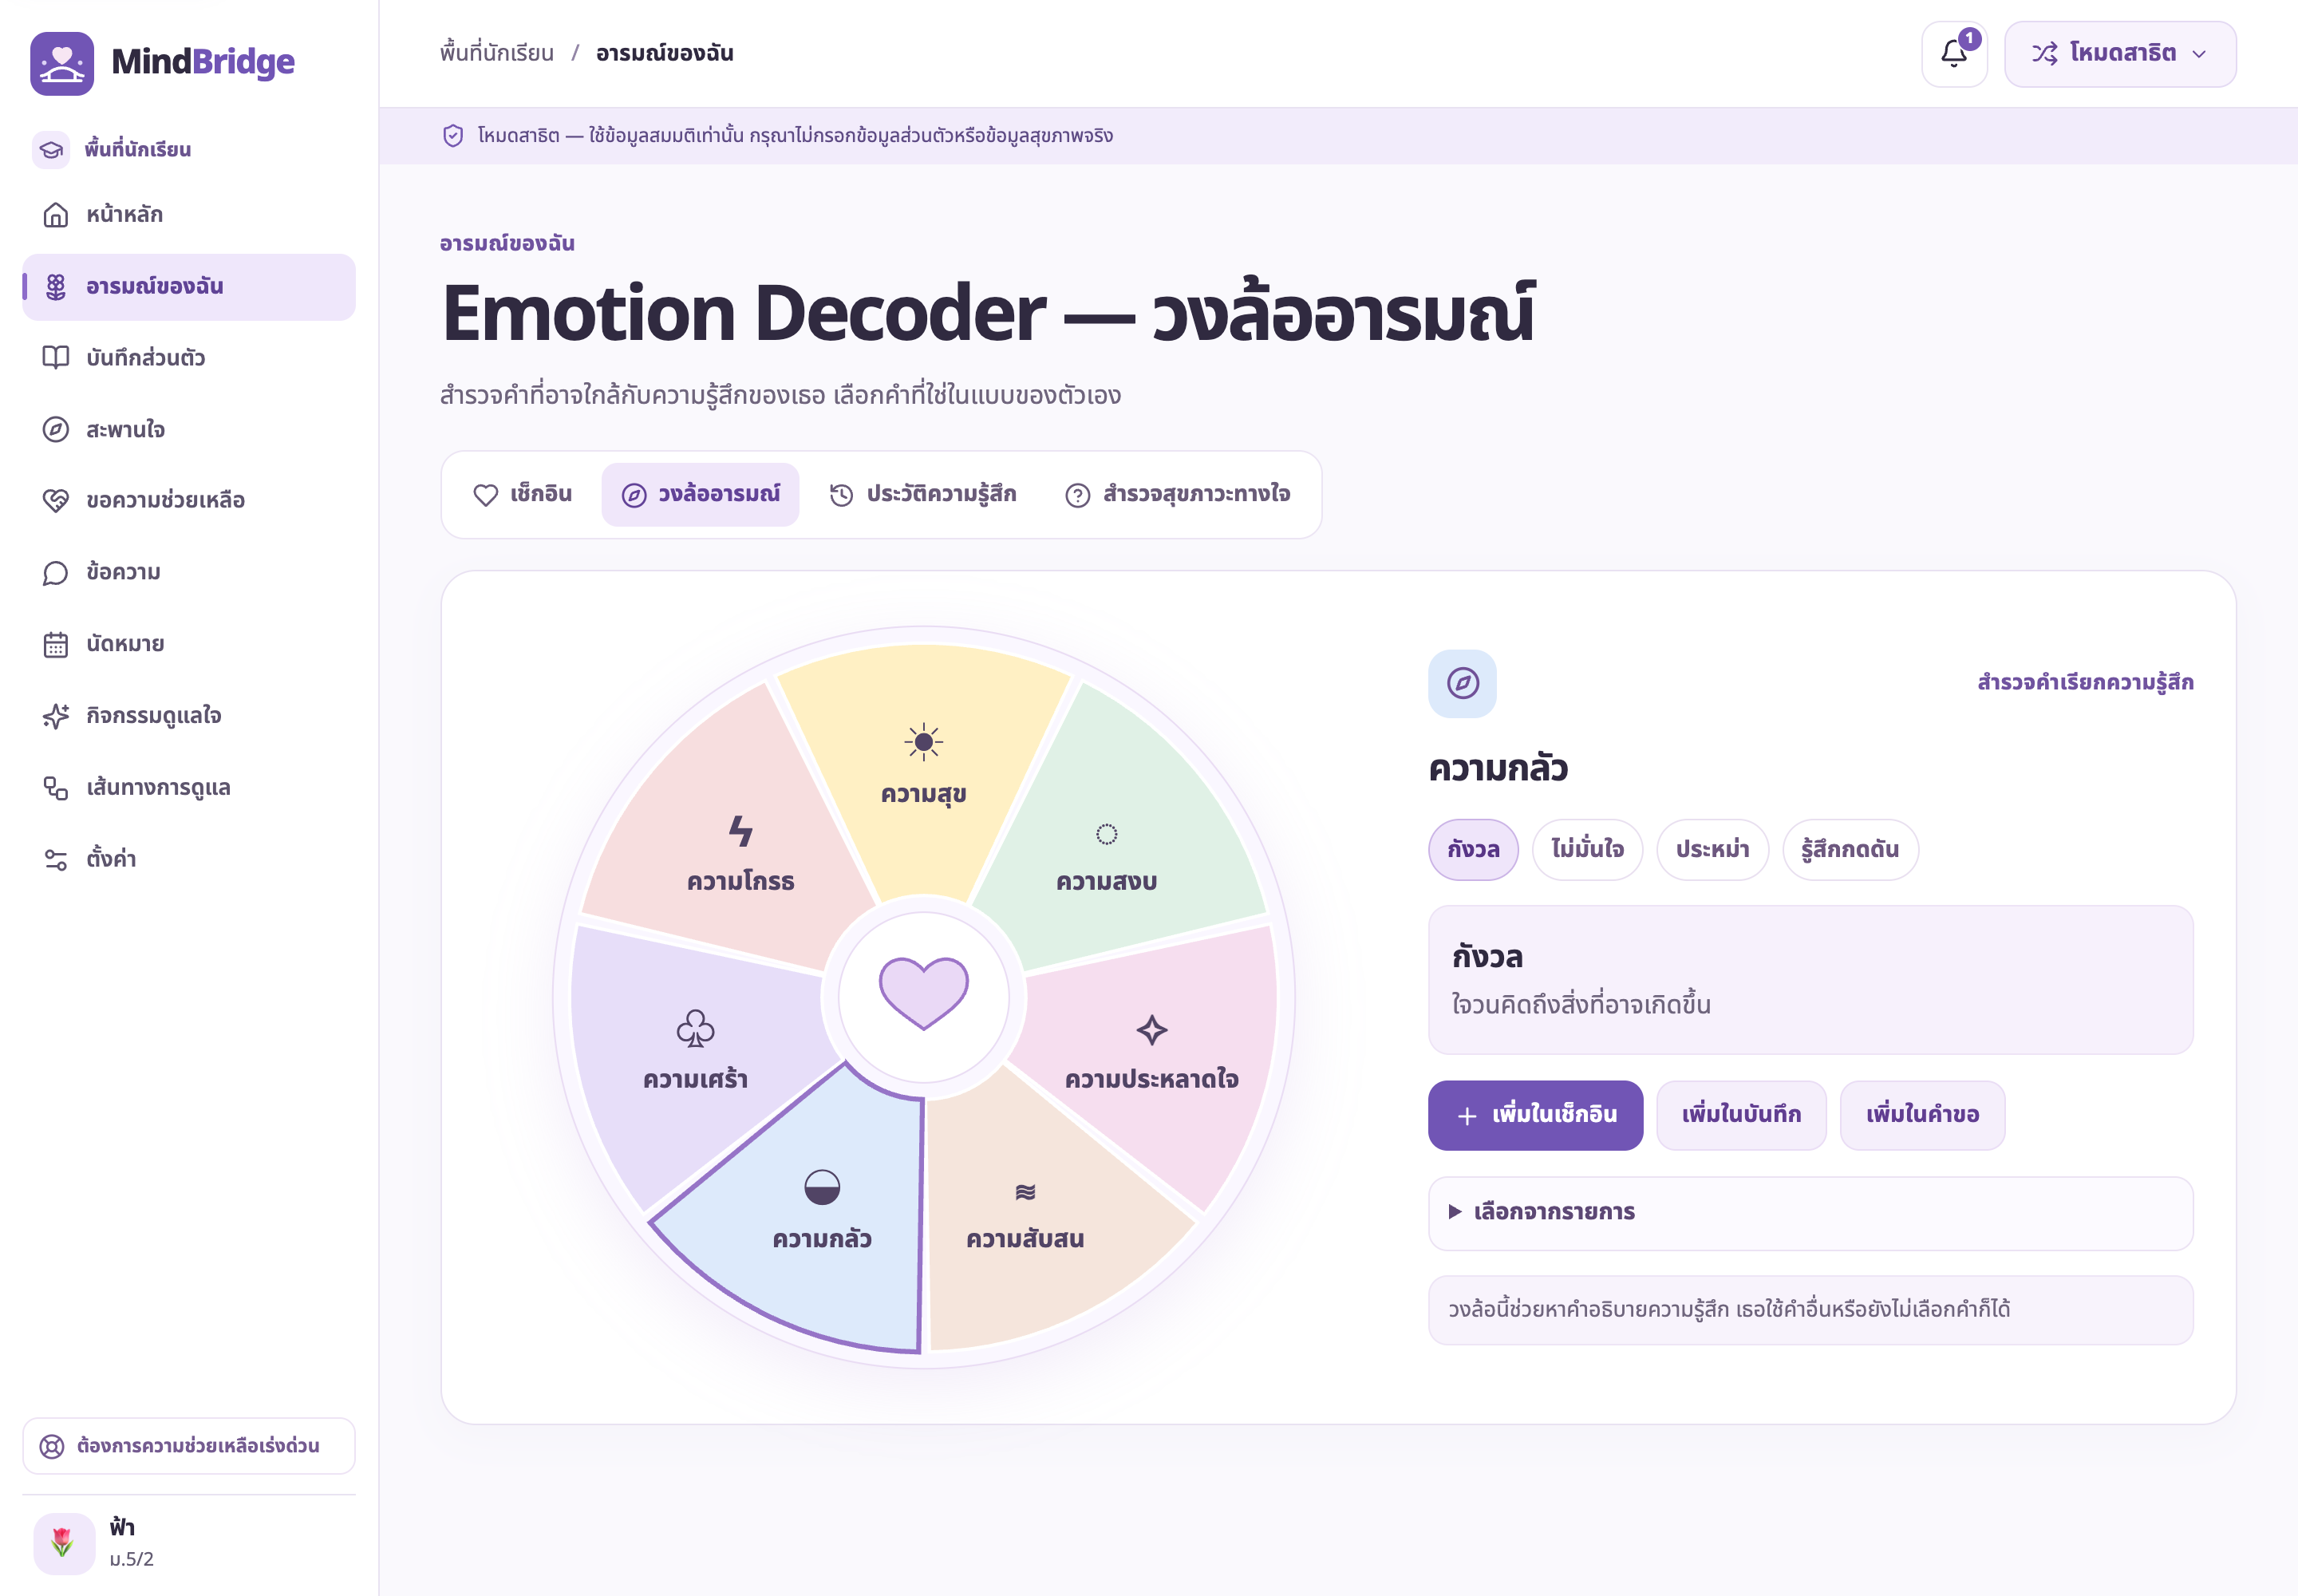 MindBridge
พื้นที่นักเรียน
หน้าหลัก
อารมณ์ของฉัน
บันทึกส่วนตัว
สะพานใจ
ขอความช่วยเหลือ
ข้อความ
นัดหมาย
กิจกรรมดูแลใจ
เส้นทางการดูแล
ตั้งค่า
ต้องการความช่วยเหลือเร่งด่วน
ฟ้า
ม.5/2
พื้นที่นักเรียน / อารมณ์ของฉัน
1
โหมดสาธิต
โหมดสาธิต — ใช้ข้อมูลสมมติเท่านั้น กรุณาไม่กรอกข้อมูลส่วนตัวหรือข้อมูลสุขภาพจริง
อารมณ์ของฉัน
Emotion Decoder — วงล้ออารมณ์
สำรวจคำที่อาจใกล้กับความรู้สึกของเธอ เลือกคำที่ใช่ในแบบของตัวเอง
เช็กอิน วงล้ออารมณ์ ประวัติความรู้สึก สำรวจสุขภาวะทางใจ
ความสุข
ความสงบ
ความประหลาดใจ
ความสับสน
ความกลัว
ความเศร้า
ความโกรธ
สำรวจคำเรียกความรู้สึก
ความกลัว
กังวล ไม่มั่นใจ ประหม่า รู้สึกกดดัน
กังวล
ใจวนคิดถึงสิ่งที่อาจเกิดขึ้น
+ เพิ่มในเช็กอิน เพิ่มในบันทึก เพิ่มในคำขอ
เลือกจากรายการ
วงล้อนี้ช่วยหาคำอธิบายความรู้สึก เธอใช้คำอื่นหรือยังไม่เลือกคำก็ได้